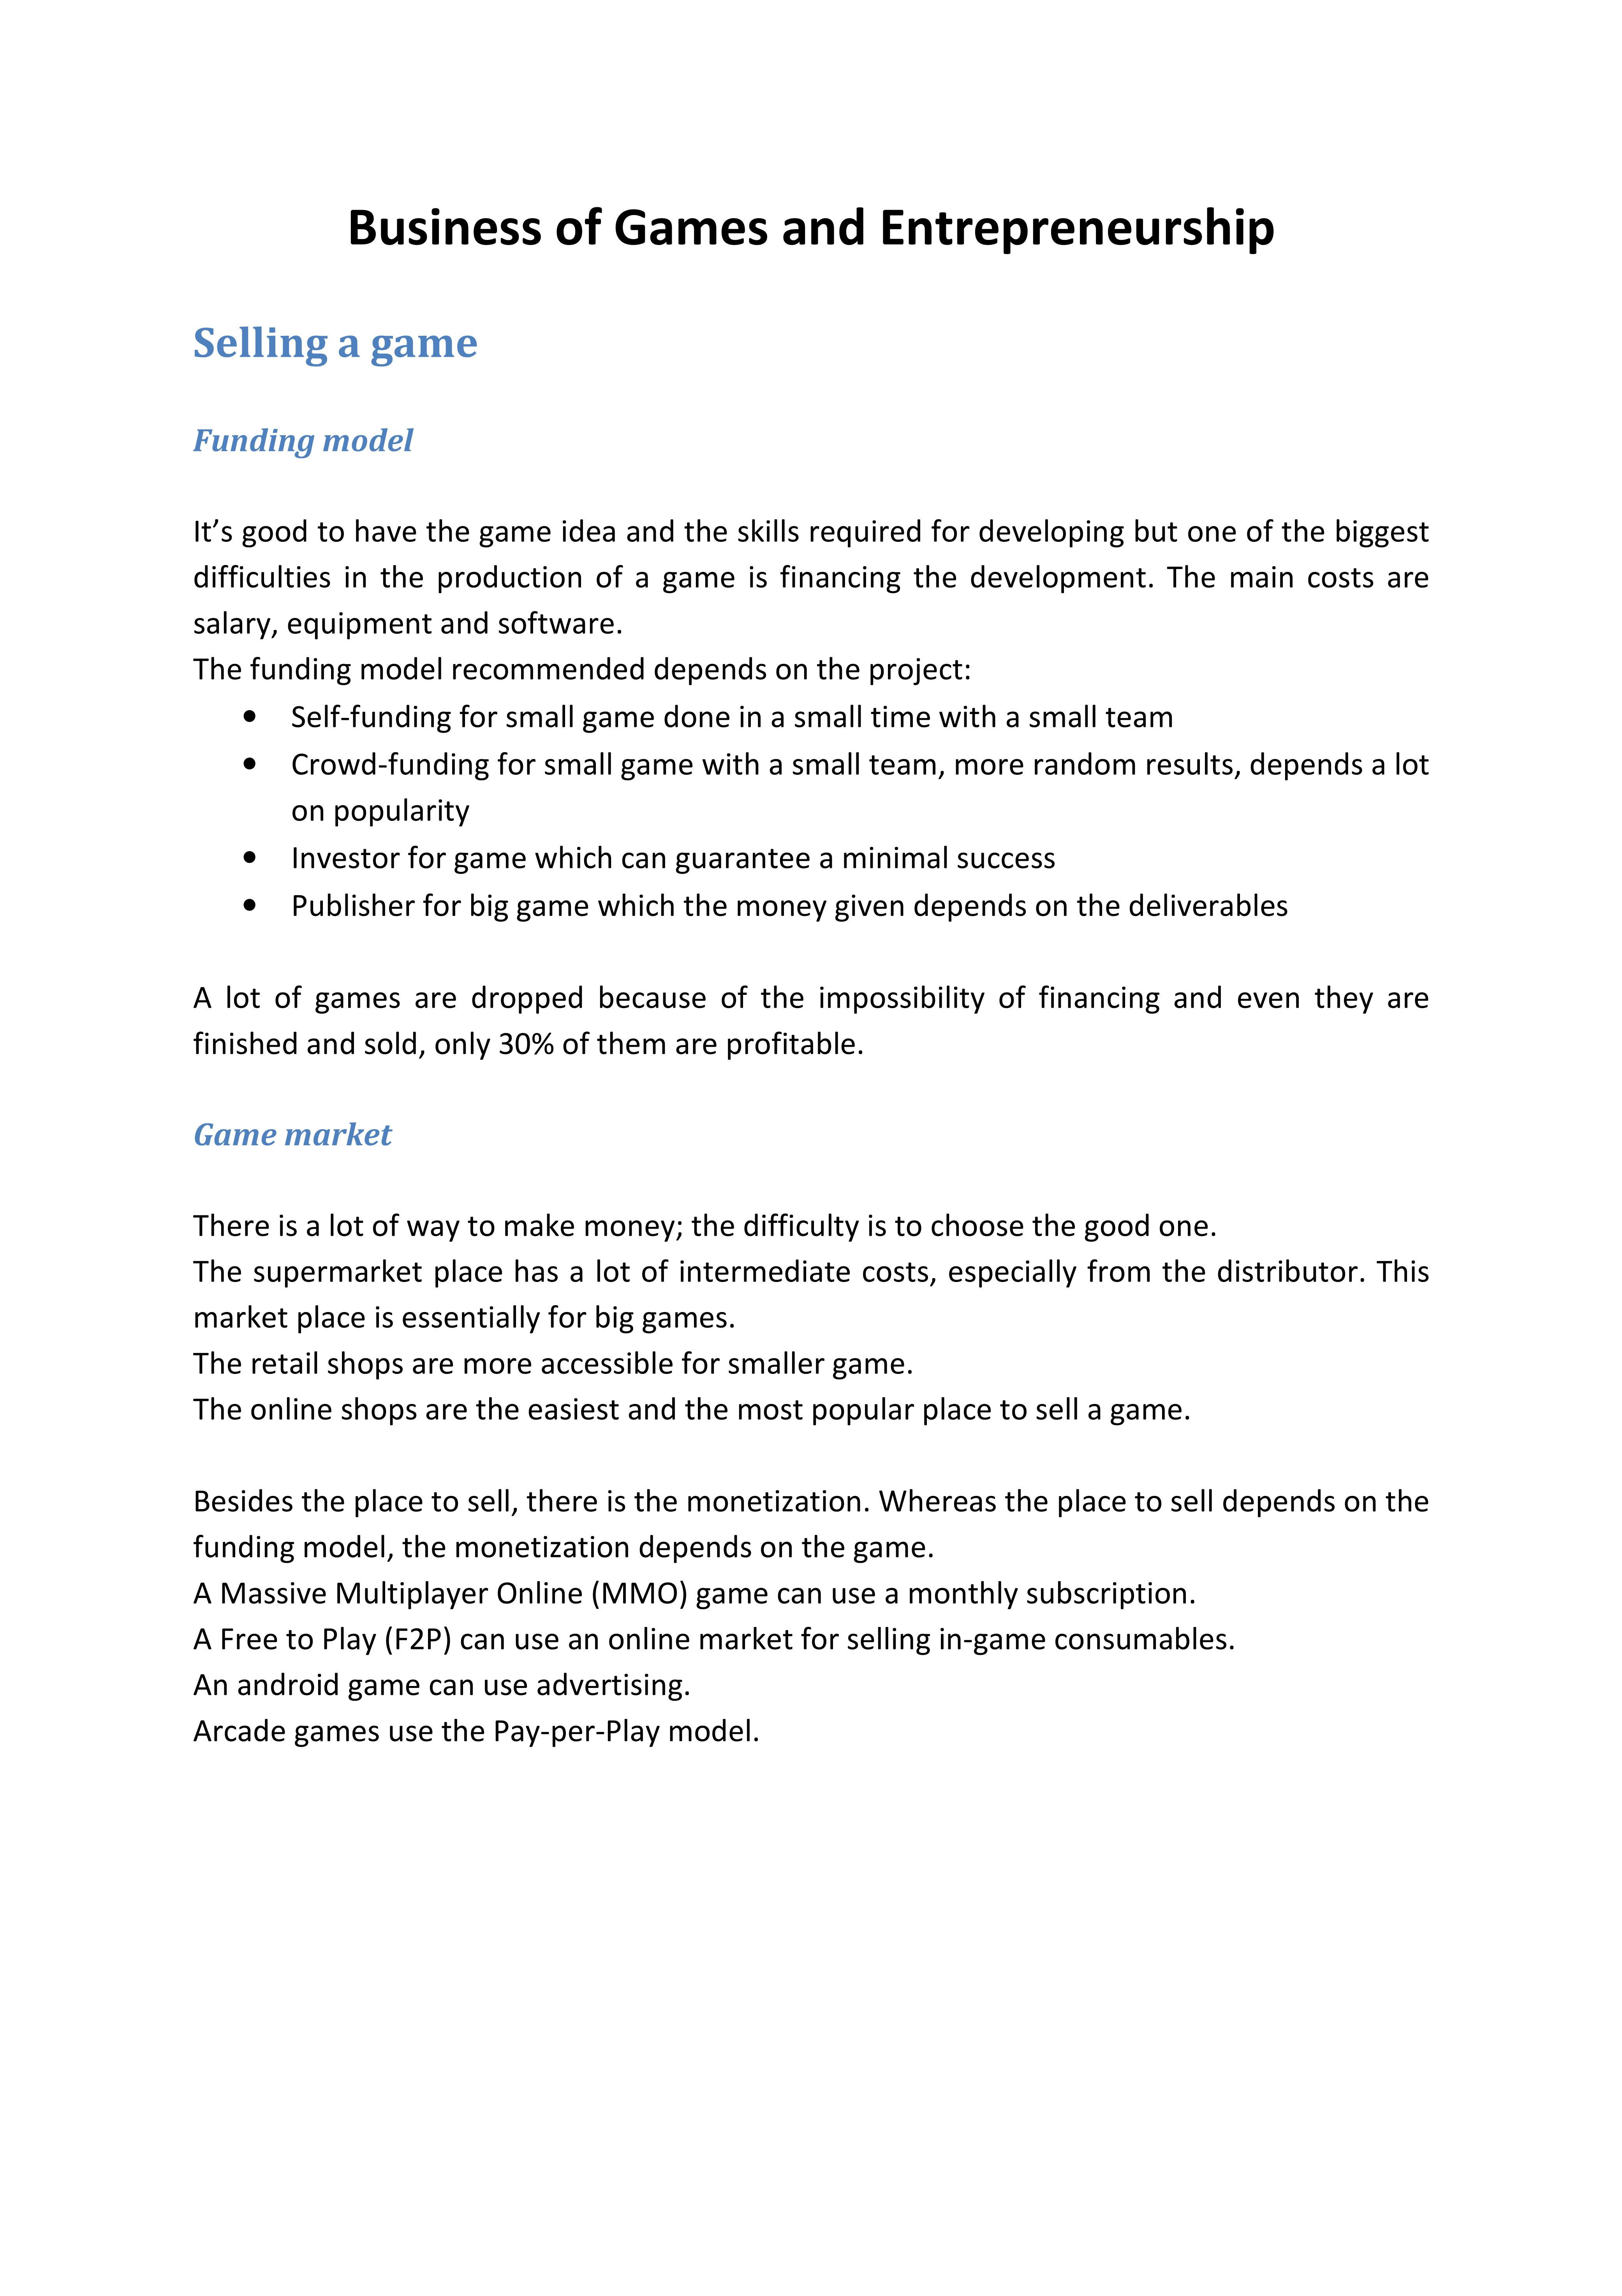 Business of Games and Entrepreneurship
Selling a game
Funding model
It’s good to have the game idea and the skills required for developing but one of the biggest
difficulties in the production of a game is financing the development. The main costs are
salary, equipment and software.
The funding model recommended depends on the project:
• Self-funding for small game done in a small time with a small team
• Crowd-funding for small game with a small team, more random results, depends a lot
on popularity
• Investor for game which can guarantee a minimal success
• Publisher for big game which the money given depends on the deliverables
A lot of games are dropped because of the impossibility of financing and even they are
finished and sold, only 30% of them are profitable.
Game market
There is a lot of way to make money; the difficulty is to choose the good one.
The supermarket place has a lot of intermediate costs, especially from the distributor. This
market place is essentially for big games.
The retail shops are more accessible for smaller game.
The online shops are the easiest and the most popular place to sell a game.
Besides the place to sell, there is the monetization. Whereas the place to sell depends on the
funding model, the monetization depends on the game.
A Massive Multiplayer Online (MMO) game can use a monthly subscription.
A Free to Play (F2P) can use an online market for selling in-game consumables.
An android game can use advertising.
Arcade games use the Pay-per-Play model.